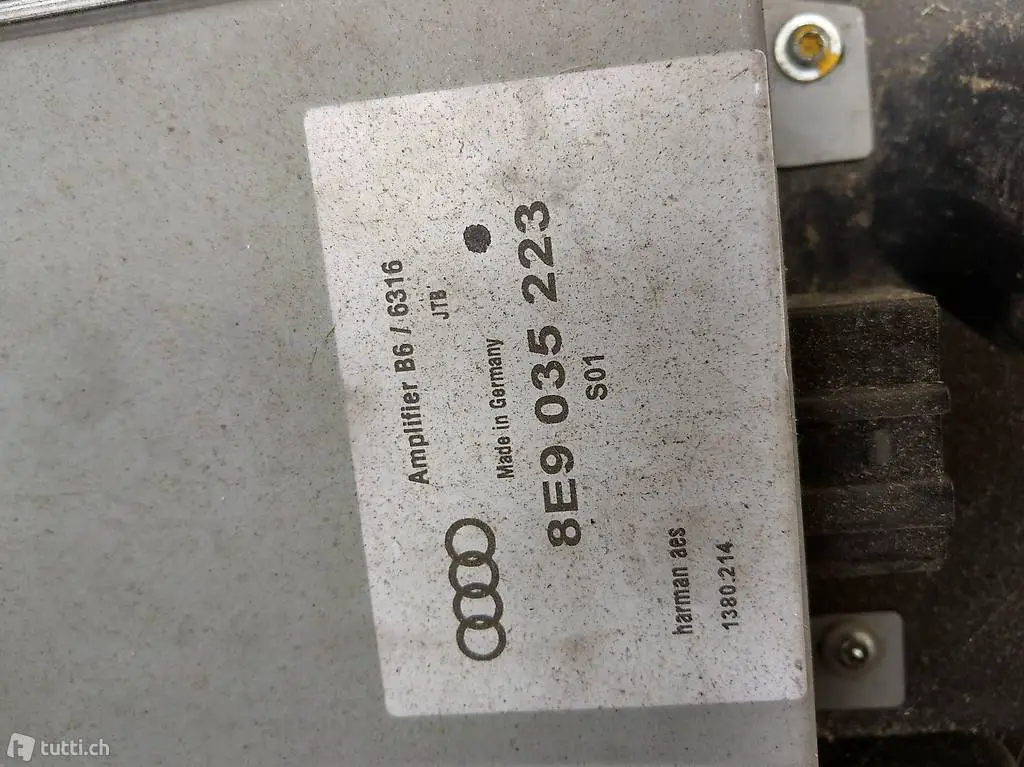 Amplifier B6 / 6316
JTB
Made in Germany
8E9 035 223
S01
harman aes
1380.214
tutti.ch